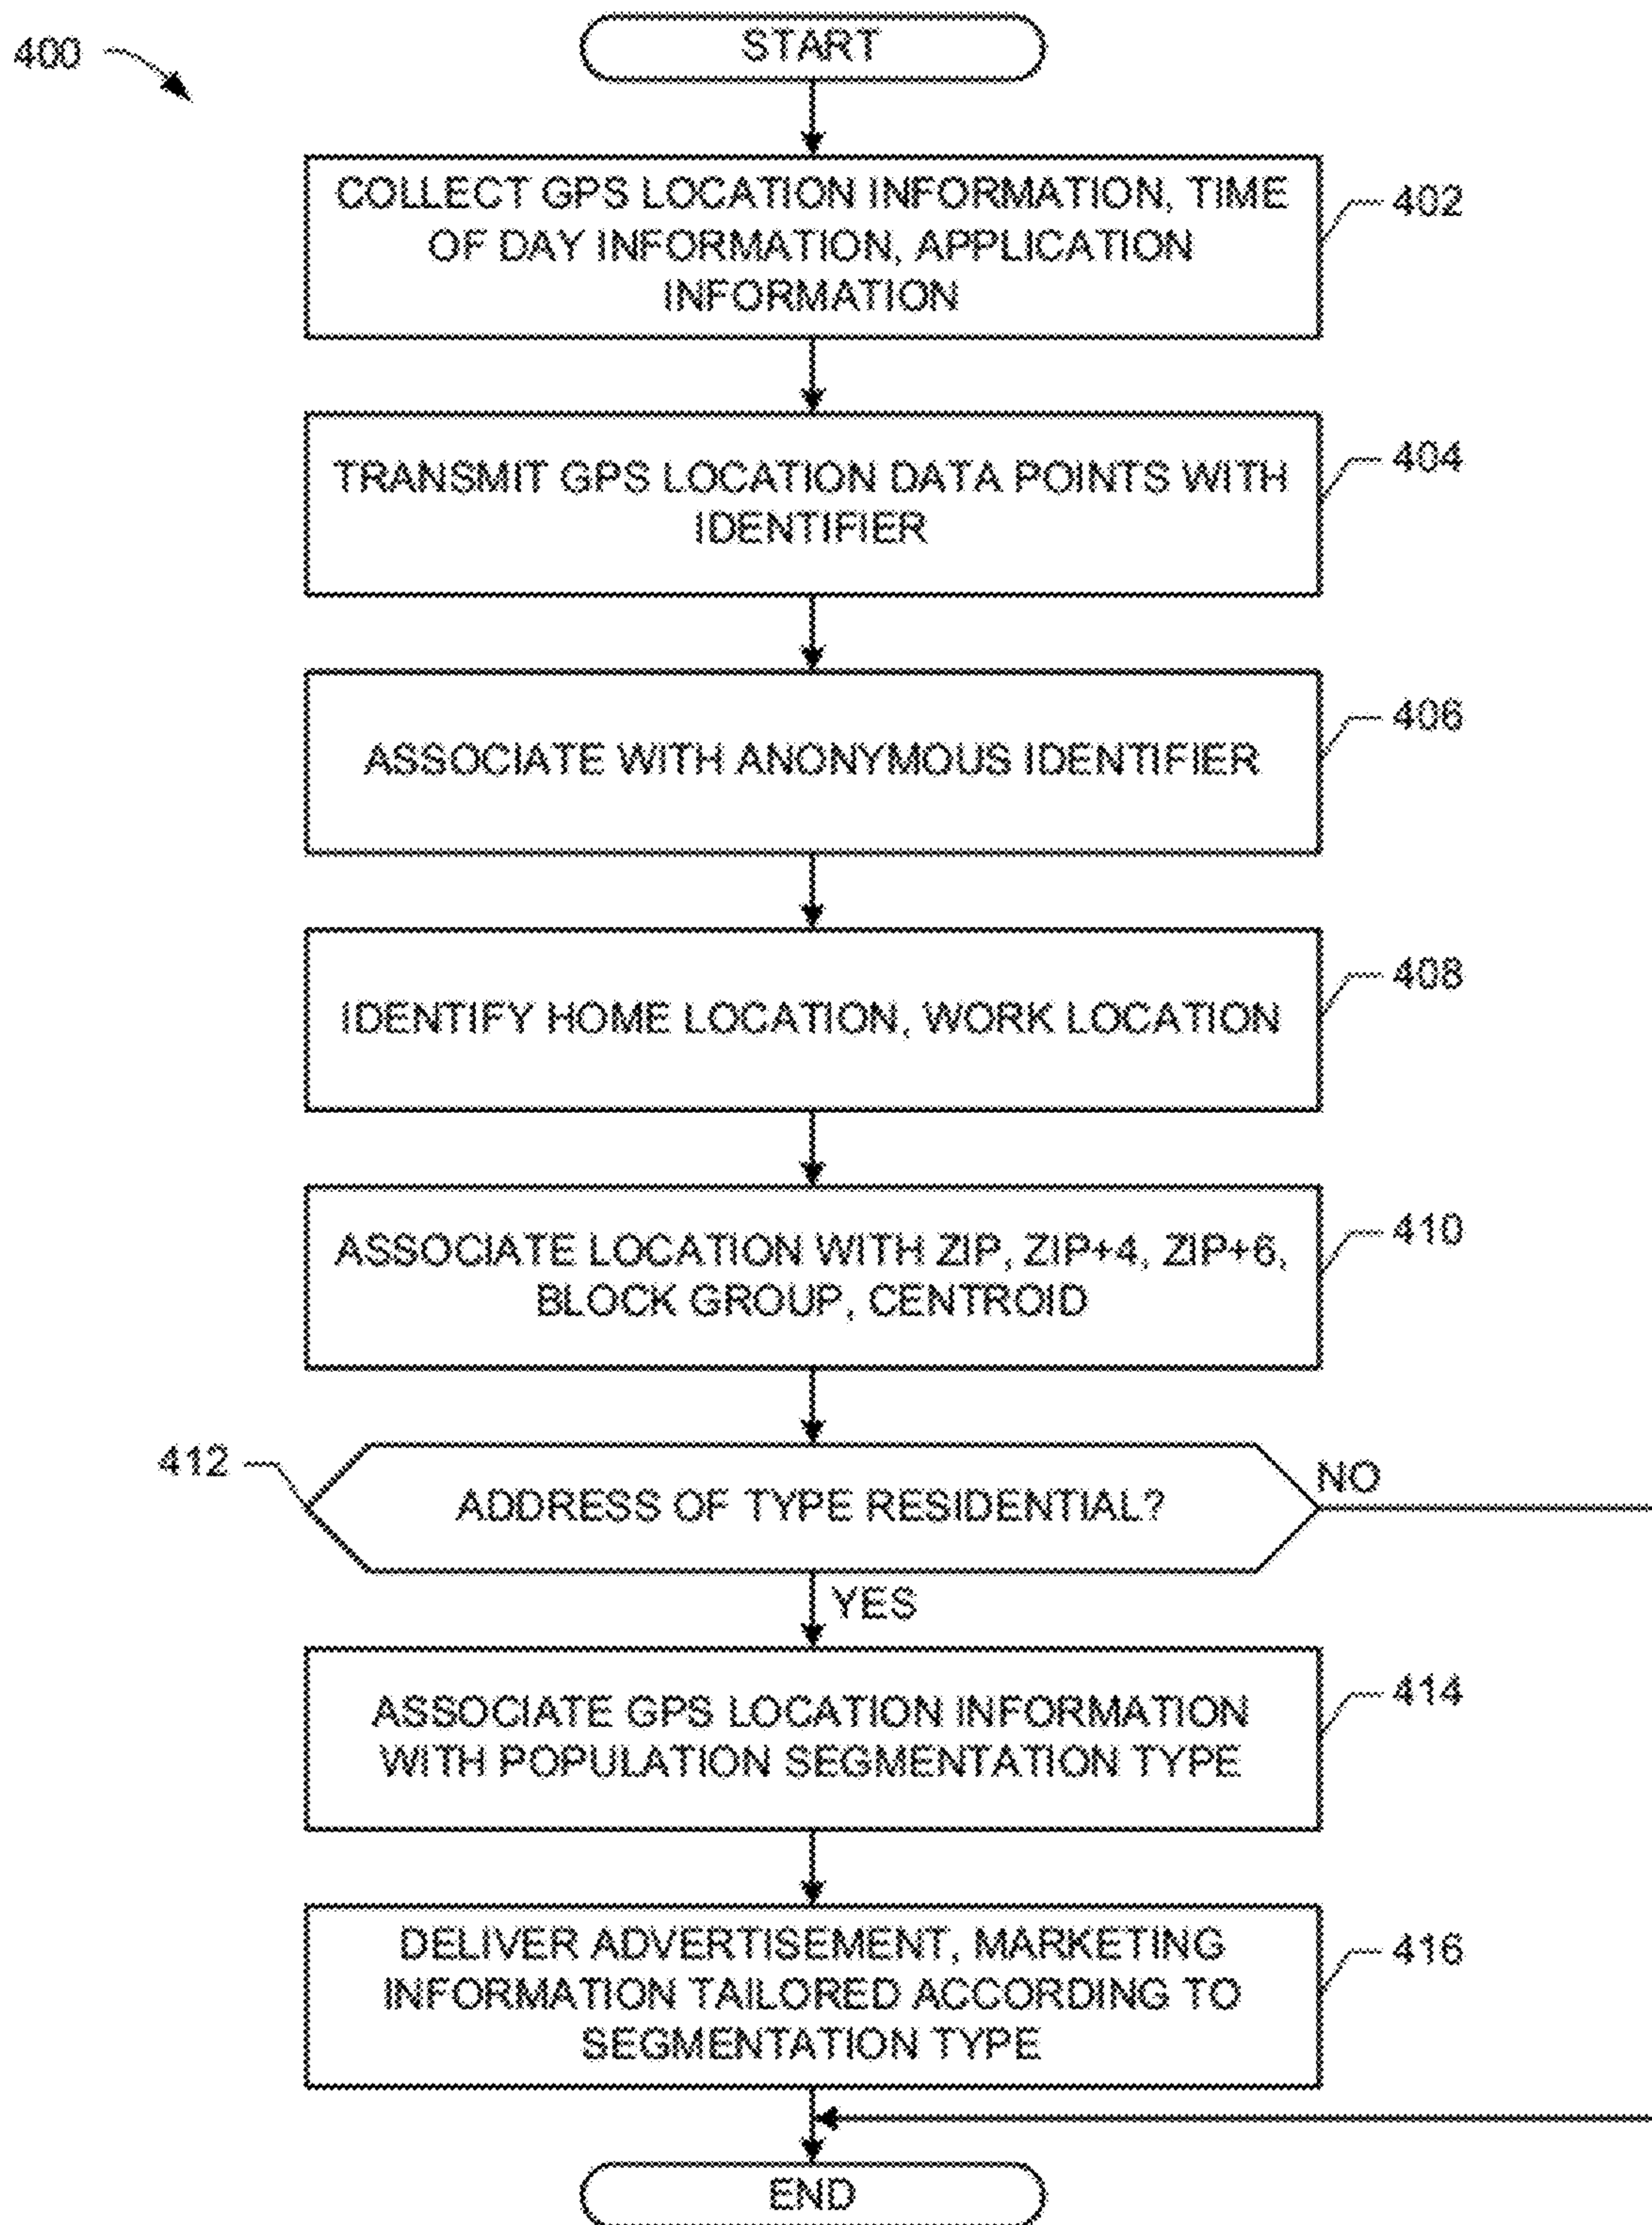 400
START
COLLECT GPS LOCATION INFORMATION, TIME
OF DAY INFORMATION, APPLICATION
INFORMATION
402
TRANSMIT GPS LOCATION DATA POINTS WITH
IDENTIFIER
404
ASSOCIATE WITH ANONYMOUS IDENTIFIER
406
IDENTIFY HOME LOCATION, WORK LOCATION
408
ASSOCIATE LOCATION WITH ZIP, ZIP+4, ZIP+6,
BLOCK GROUP, CENTROID
410
412
ADDRESS OF TYPE RESIDENTIAL?
NO
YES
ASSOCIATE GPS LOCATION INFORMATION
WITH POPULATION SEGMENTATION TYPE
414
DELIVER ADVERTISEMENT, MARKETING
INFORMATION TAILORED ACCORDING TO
SEGMENTATION TYPE
416
END